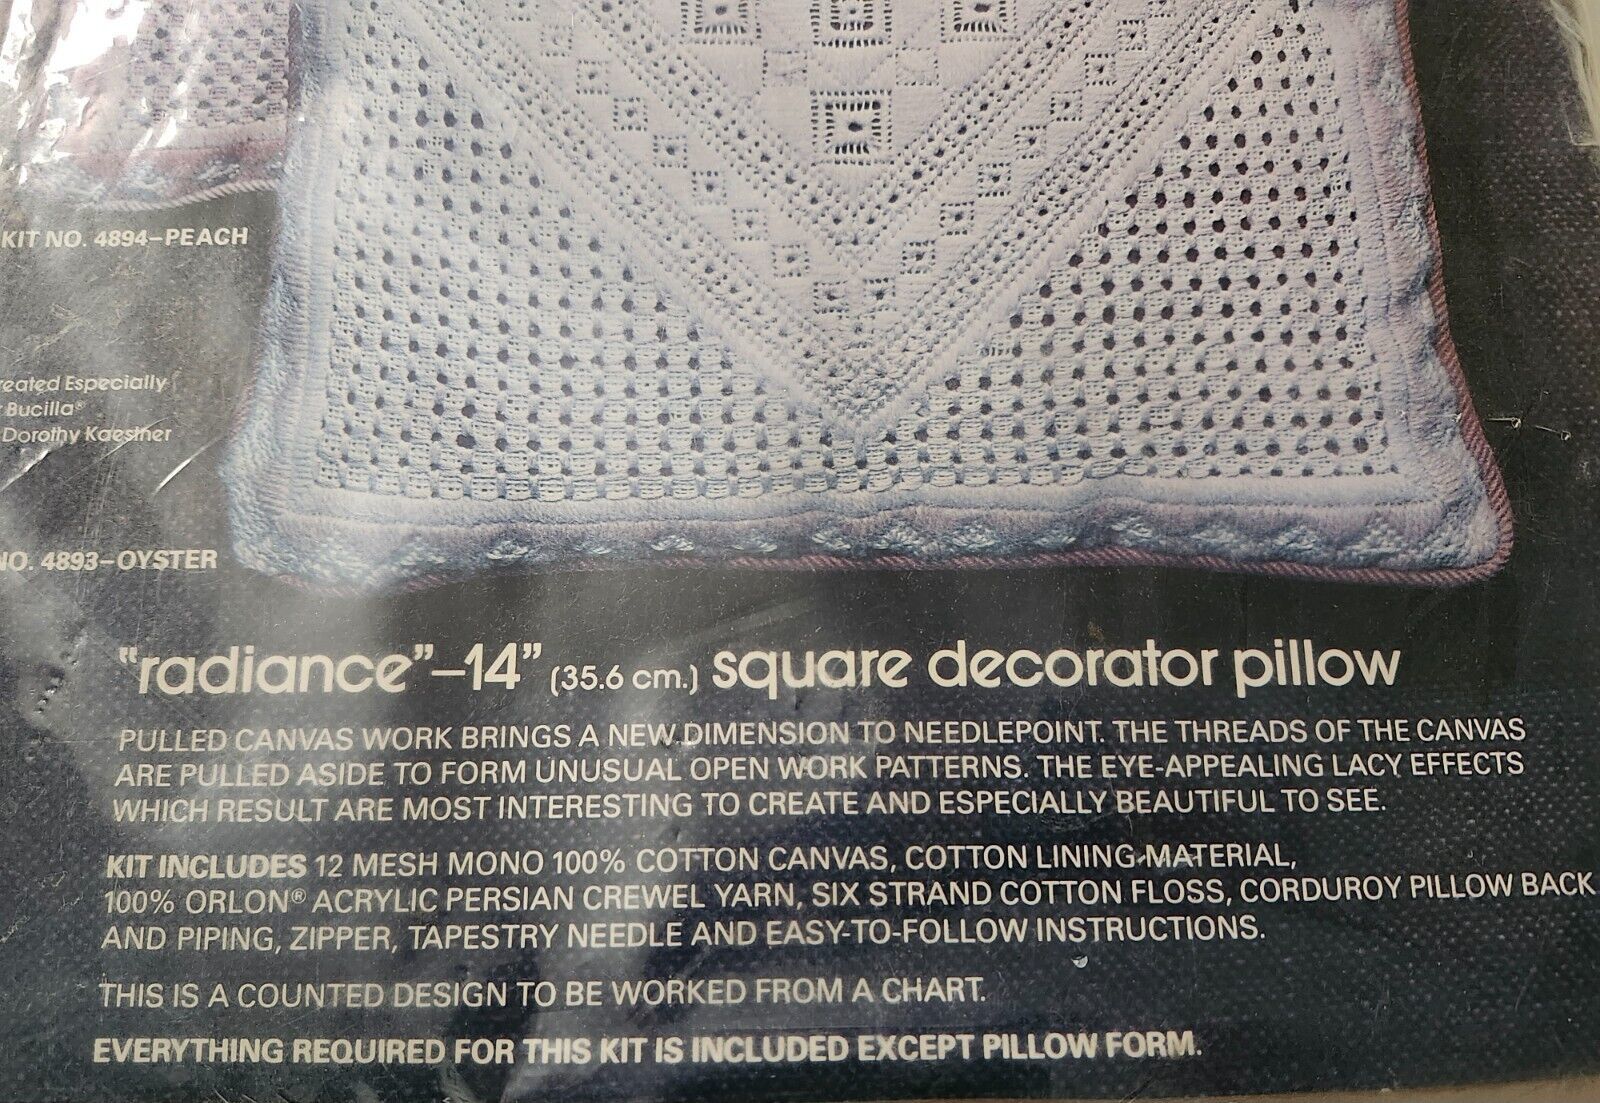 KIT NO. 4894–PEACH
Especially
Bucilla®
Dorothy Kaestner
NO. 4893–OYSTER
"radiance"–14" (35.6 cm.) square decorator pillow
PULLED CANVAS WORK BRINGS A NEW DIMENSION TO NEEDLEPOINT. THE THREADS OF THE CANVAS
ARE PULLED ASIDE TO FORM UNUSUAL OPEN WORK PATTERNS. THE EYE-APPEALING LACY EFFECTS
WHICH RESULT ARE MOST INTERESTING TO CREATE AND ESPECIALLY BEAUTIFUL TO SEE.
KIT INCLUDES 12 MESH MONO 100% COTTON CANVAS, COTTON LINING MATERIAL,
100% ORLON® ACRYLIC PERSIAN CREWEL YARN, SIX STRAND COTTON FLOSS, CORDUROY PILLOW BACK
AND PIPING, ZIPPER, TAPESTRY NEEDLE AND EASY-TO-FOLLOW INSTRUCTIONS.
THIS IS A COUNTED DESIGN TO BE WORKED FROM A CHART.
EVERYTHING REQUIRED FOR THIS KIT IS INCLUDED EXCEPT PILLOW FORM.